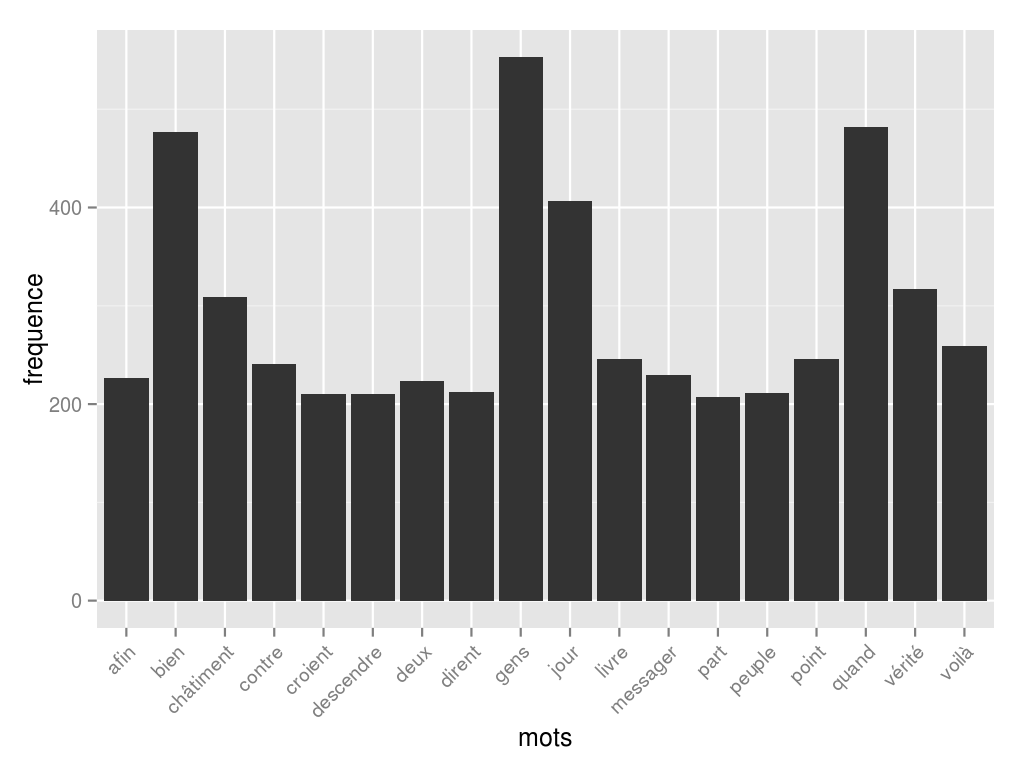 frequence
400
200
0
afin
bien
châtiment
contre
croient
descendre
deux
dirent
gens
jour
livre
messager
part
peuple
point
quand
vérité
voilà
mots